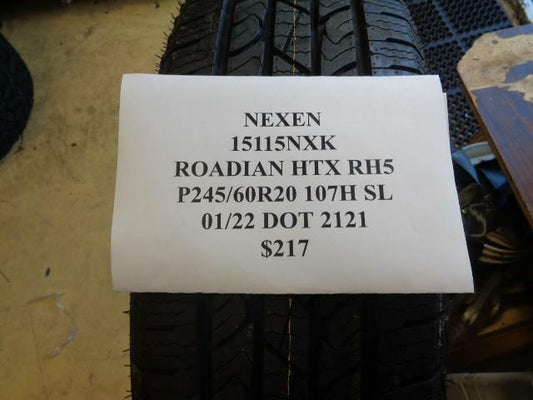 NEXEN
15115NXK
ROADIAN HTX RH5
P245/60R20 107H SL
01/22 DOT 2121
$217